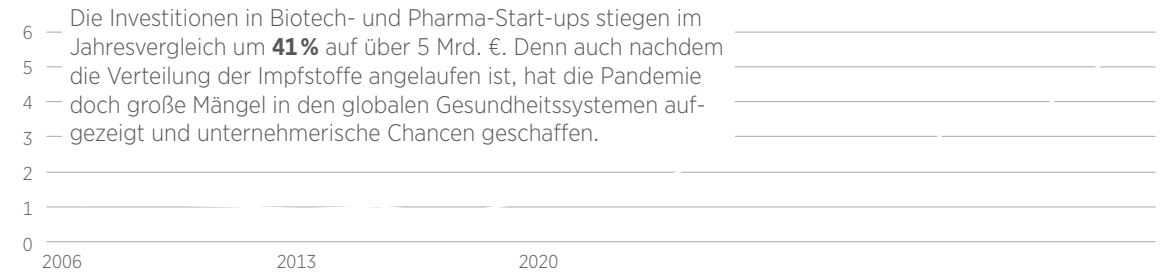 Die Investitionen in Biotech- und Pharma-Start-ups stiegen im
Jahresvergleich um 41 % auf über 5 Mrd. €. Denn auch nachdem
die Verteilung der Impfstoffe angelaufen ist, hat die Pandemie
doch große Mängel in den globalen Gesundheitssystemen auf-
gezeigt und unternehmerische Chancen geschaffen.
6
5
4
3
2
1
0
2006 2013 2020